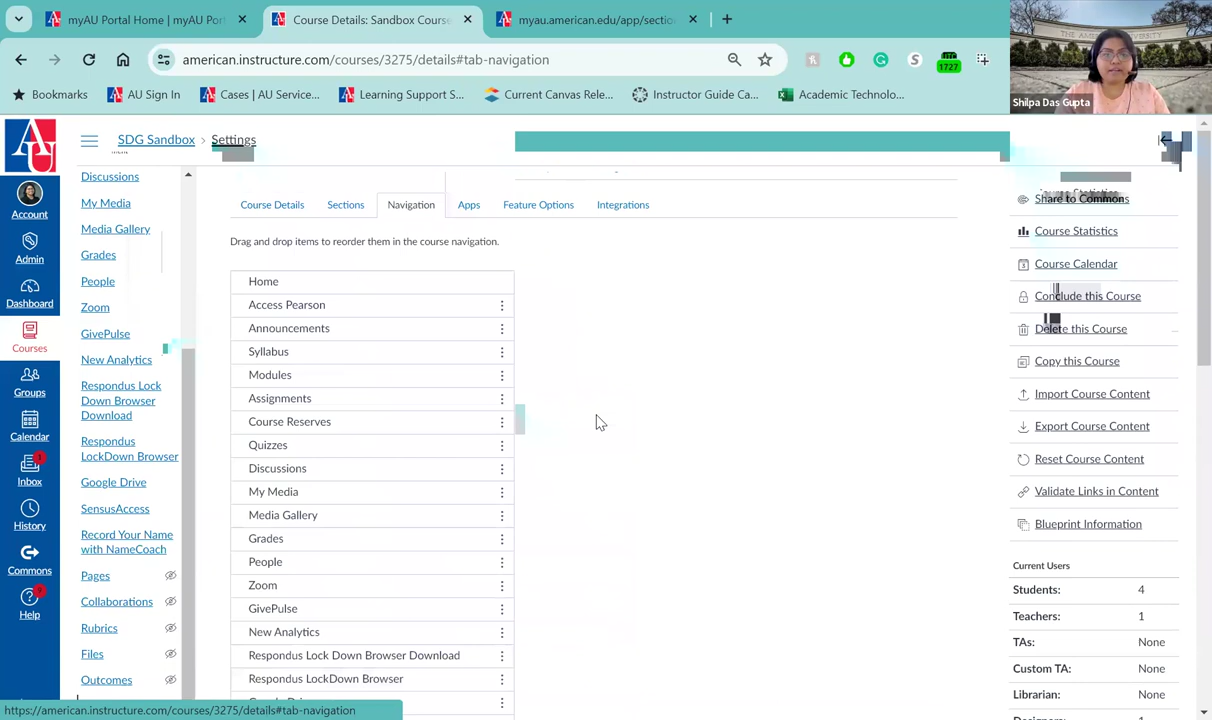 myAU Portal Home | myAU Port
Course Details: Sandbox Course
myau.american.edu/app/sectio
american.instructure.com/courses/3275/details#tab-navigation
1727
Bookmarks
AU Sign In
Cases | AU Service...
Learning Support S...
Current Canvas Rele...
Instructor Guide Ca...
Academic Technolo...
Shilpa Das Gupta
SDG Sandbox > Settings
Account
Admin
Dashboard
Courses
Groups
Calendar
Inbox
History
Commons
Help
Discussions
My Media
Media Gallery
Grades
People
Zoom
GivePulse
New Analytics
Respondus Lock
Down Browser
Download
Respondus
LockDown Browser
Google Drive
SensusAccess
Record Your Name
with NameCoach
Pages
Collaborations
Rubrics
Files
Outcomes
Course Details
Sections
Navigation
Apps
Feature Options
Integrations
Drag and drop items to reorder them in the course navigation.
Home
Access Pearson
Announcements
Syllabus
Modules
Assignments
Course Reserves
Quizzes
Discussions
My Media
Media Gallery
Grades
People
Zoom
GivePulse
New Analytics
Respondus Lock Down Browser Download
Respondus LockDown Browser
Share to Commons
Course Statistics
Course Calendar
Conclude this Course
Delete this Course
Copy this Course
Import Course Content
Export Course Content
Reset Course Content
Validate Links in Content
Blueprint Information
Current Users
Students: 4
Teachers: 1
TAs: None
Custom TA: None
Librarian: None
https://american.instructure.com/courses/3275/details#tab-navigation